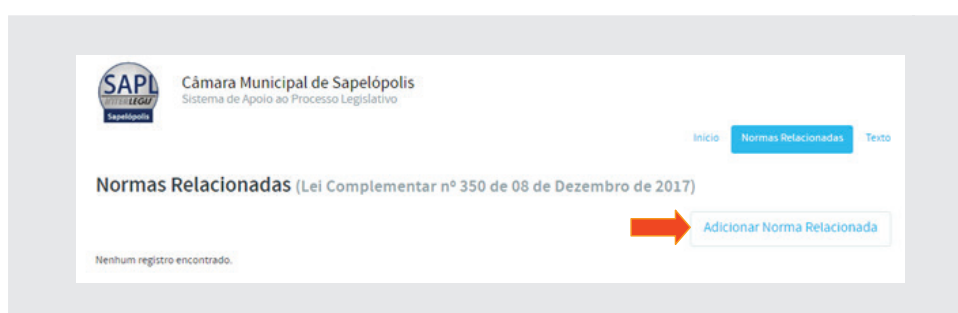 SAPL
INTERLEGIS
Sapelópolis
Câmara Municipal de Sapelópolis
Sistema de Apoio ao Processo Legislativo
Início Normas Relacionadas Texto
Normas Relacionadas (Lei Complementar nº 350 de 08 de Dezembro de 2017)
Adicionar Norma Relacionada
Nenhum registro encontrado.